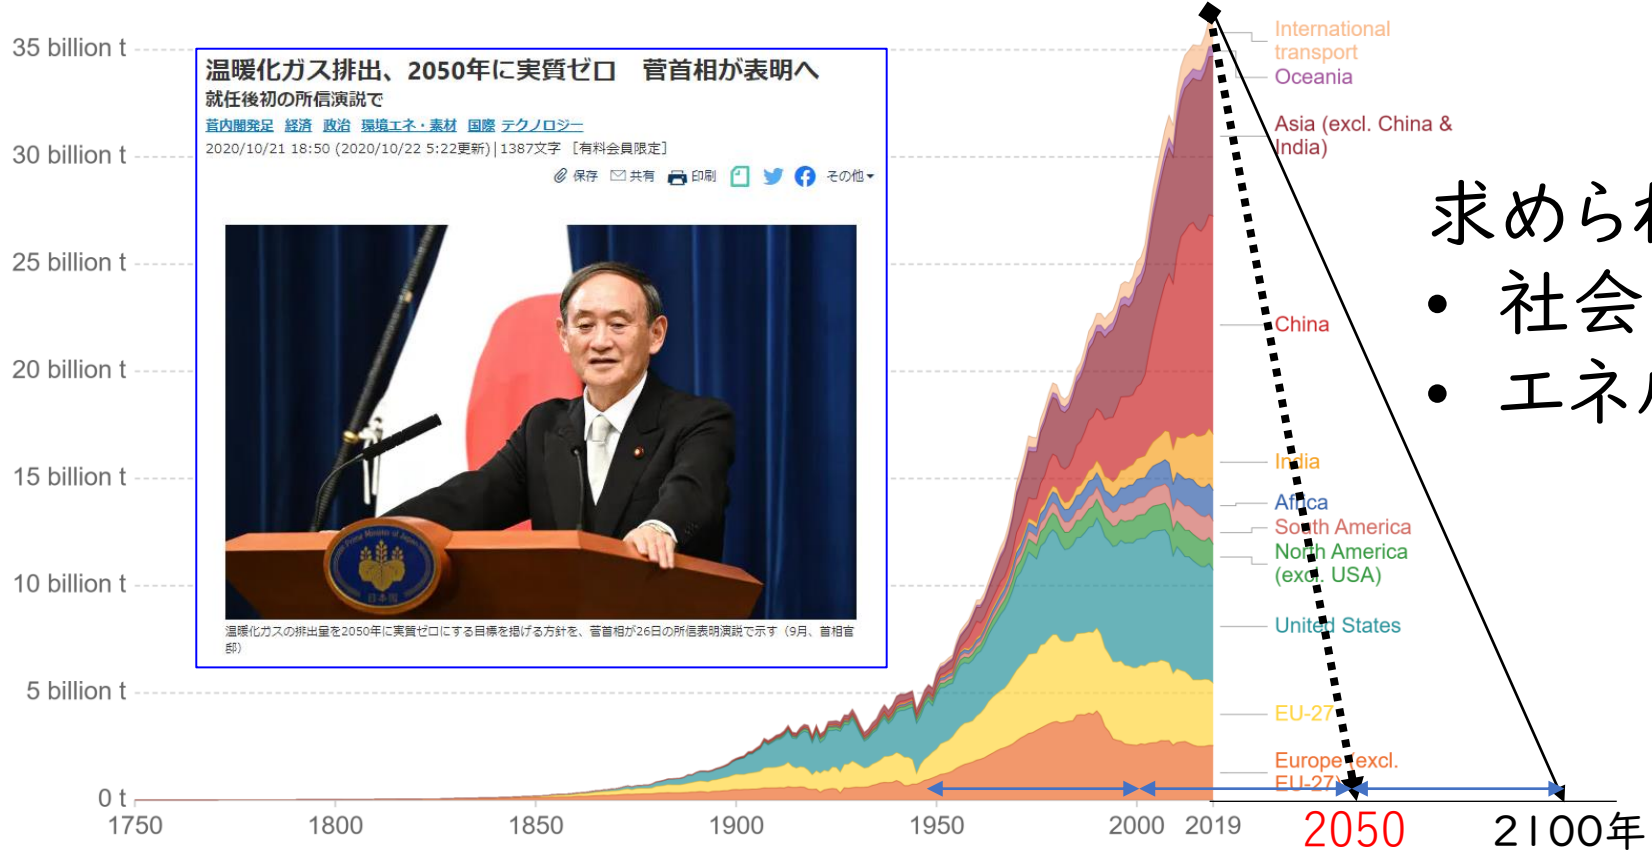 35 billion t
30 billion t
25 billion t
20 billion t
15 billion t
10 billion t
5 billion t
0 t
温暖化ガス排出、2050年に実質ゼロ　菅首相が表明へ
就任後初の所信演説で
菅内閣発足 経済 政治 環境エネ・素材 国際 テクノロジー
2020/10/21 18:50 (2020/10/22 5:22更新) | 1387文字 ［有料会員限定］
保存 共有 印刷 その他
Prime Minister of Japan
日本国
温暖化ガスの排出量を2050年に実質ゼロにする目標を掲げる方針を、菅首相が26日の所信表明演説で示す（9月、首相官
邸）
International
transport
Oceania
Asia (excl. China &
India)
China
India
Africa
South America
North America
(excl. USA)
United States
EU-27
Europe (excl.
EU-27)
求められ
• 社会
• エネル
1750
1800
1850
1900
1950
2000
2019
2050
2100年